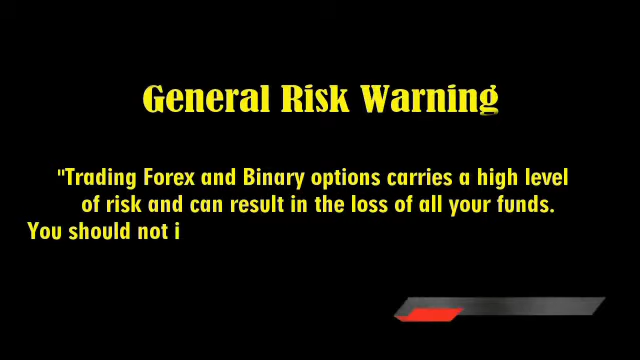 General Risk Warning
"Trading Forex and Binary options carries a high level
of risk and can result in the loss of all your funds.
You should not i